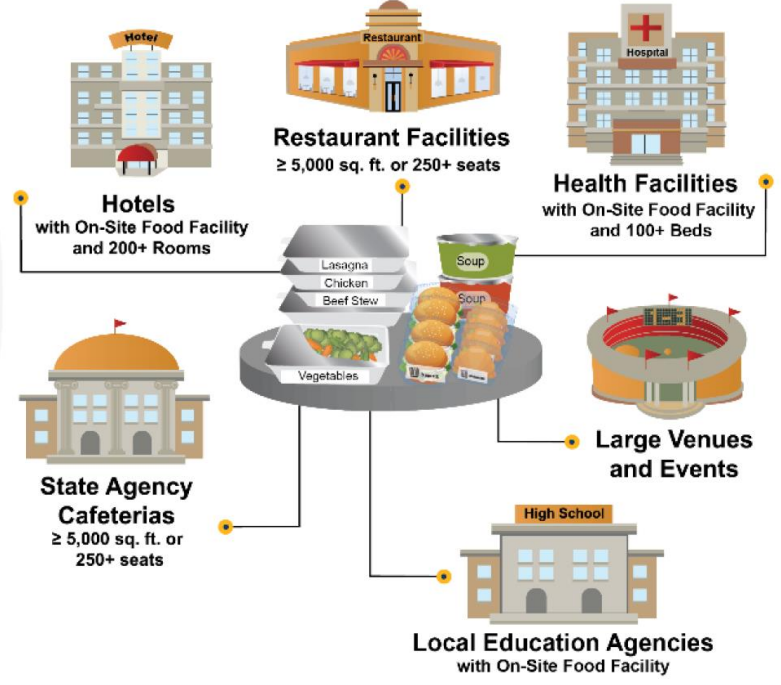 Hotel
Restaurant
Hospital
Restaurant Facilities
≥ 5,000 sq. ft. or 250+ seats
Hotels
with On-Site Food Facility
and 200+ Rooms
Health Facilities
with On-Site Food Facility
and 100+ Beds
Lasagna
Chicken
Beef Stew
Vegetables
Soup
Soup
State Agency
Cafeterias
≥ 5,000 sq. ft. or
250+ seats
Large Venues
and Events
High School
Local Education Agencies
with On-Site Food Facility